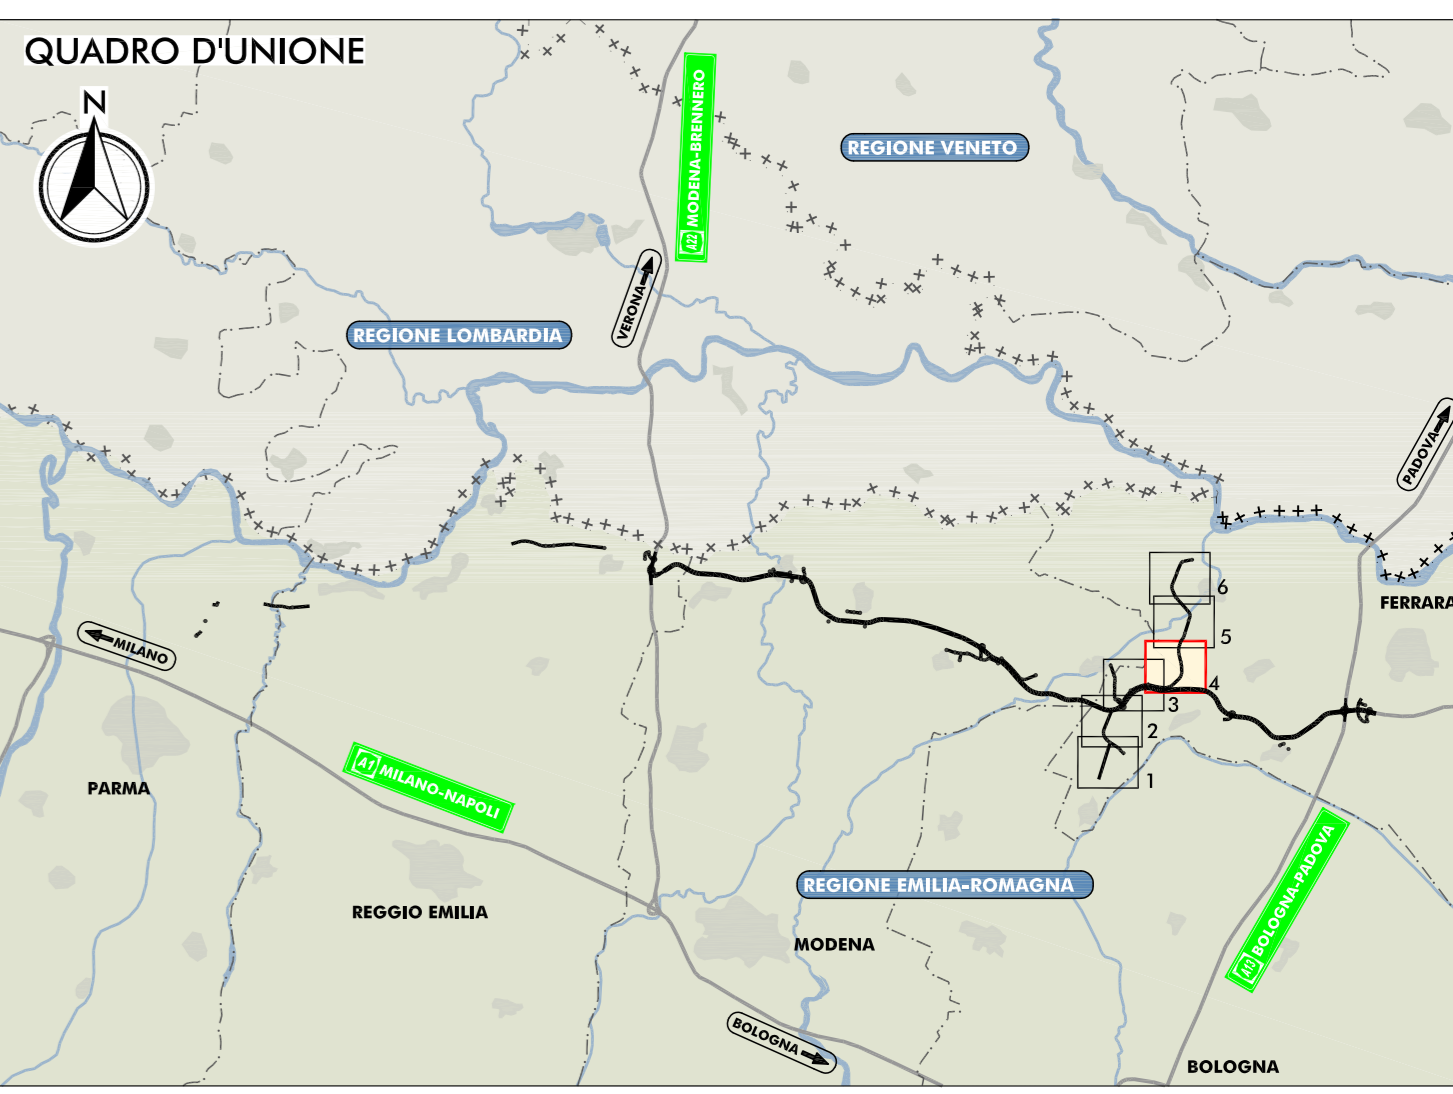 QUADRO D'UNIONE
N
A22 MODENA-BRENNERO
REGIONE VENETO
VERONA
REGIONE LOMBARDIA
PADOVA
6
FERRARA
5
MILANO
4
3
2
1
A1 MILANO-NAPOLI
PARMA
A13 BOLOGNA-PADOVA
REGIONE EMILIA-ROMAGNA
REGGIO EMILIA
MODENA
BOLOGNA
BOLOGNA